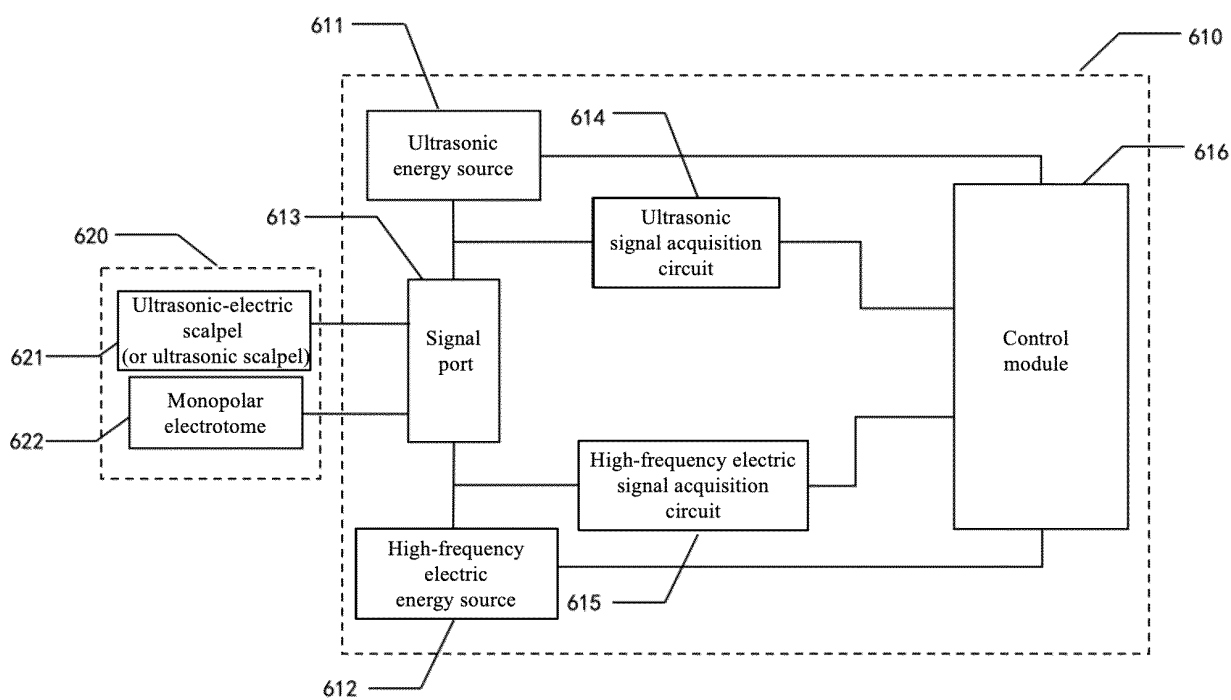 611
610
614
Ultrasonic
energy source
616
613
Ultrasonic
signal acquisition
circuit
620
Ultrasonic-electric
scalpel
(or ultrasonic scalpel)
Signal
port
Control
module
621
Monopolar
electrotome
622
High-frequency electric
signal acquisition
circuit
High-frequency
electric
energy source
615
612